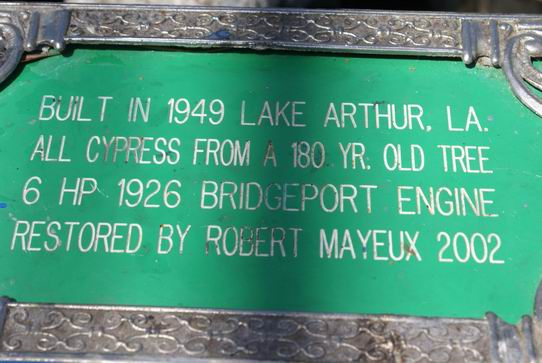 BUILT IN 1949 LAKE ARTHUR, LA.
ALL CYPRESS FROM A 180 YR. OLD TREE
6 HP 1926 BRIDGEPORT ENGINE
RESTORED BY ROBERT MAYEUX 2002